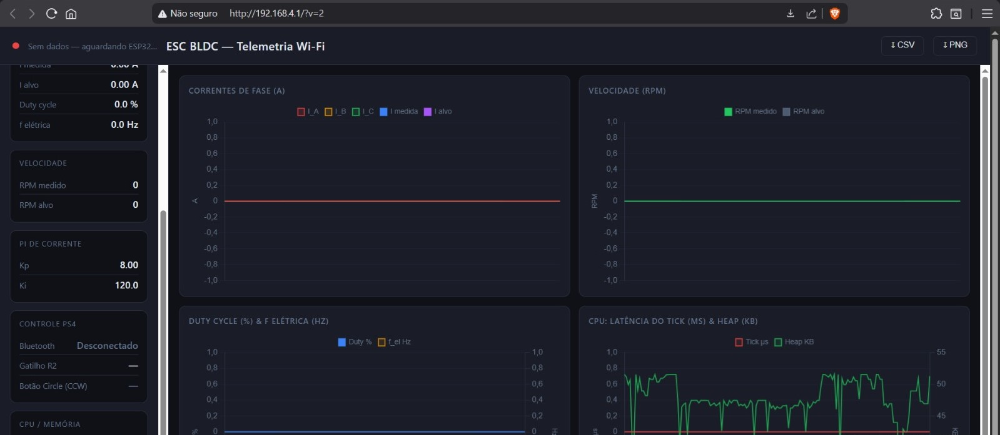 Não seguro http://192.168.4.1/?v=2
Sem dados — aguardando ESP32...
ESC BLDC — Telemetria Wi-Fi
↧ CSV
↧ PNG
I medida 0.00 A
I alvo 0.00 A
Duty cycle 0.0 %
f elétrica 0.0 Hz
VELOCIDADE
RPM medido 0
RPM alvo 0
PI DE CORRENTE
Kp 8.00
Ki 120.0
CONTROLE PS4
Bluetooth Desconectado
Gatilho R2 —
Botão Circle (CCW) —
CPU / MEMÓRIA
CORRENTES DE FASE (A)
I_A I_B I_C I medida I alvo
1,0
0,8
0,6
0,4
0,2
0
-0,2
-0,4
-0,6
-0,8
-1,0
A
VELOCIDADE (RPM)
RPM medido RPM alvo
1,0
0,8
0,6
0,4
0,2
0
-0,2
-0,4
-0,6
-0,8
-1,0
RPM
DUTY CYCLE (%) & F ELÉTRICA (HZ)
Duty % f_el Hz
1,0 1,0
0,8 0,8
0,6 0,6
0,4 0,4
0,2 0,2
0 0
% Hz
CPU: LATÊNCIA DO TICK (MS) & HEAP (KB)
Tick µs Heap KB
1,0 55
0,8
0,6 50
0,4
0,2 45
0
µs KB